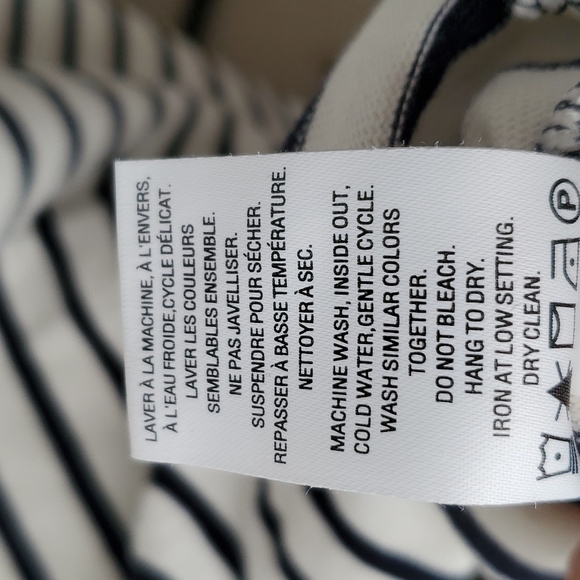 LAVER À LA MACHINE, À L'ENVERS,
À L'EAU FROIDE,CYCLE DÉLICAT.
LAVER LES COULEURS
SEMBLABLES ENSEMBLE.
NE PAS JAVELLISER.
SUSPENDRE POUR SÉCHER.
REPASSER À BASSE TEMPÉRATURE.
NETTOYER À SEC.
MACHINE WASH, INSIDE OUT,
COLD WATER,GENTLE CYCLE.
WASH SIMILAR COLORS
TOGETHER.
DO NOT BLEACH.
HANG TO DRY.
IRON AT LOW SETTING.
DRY CLEAN.
P